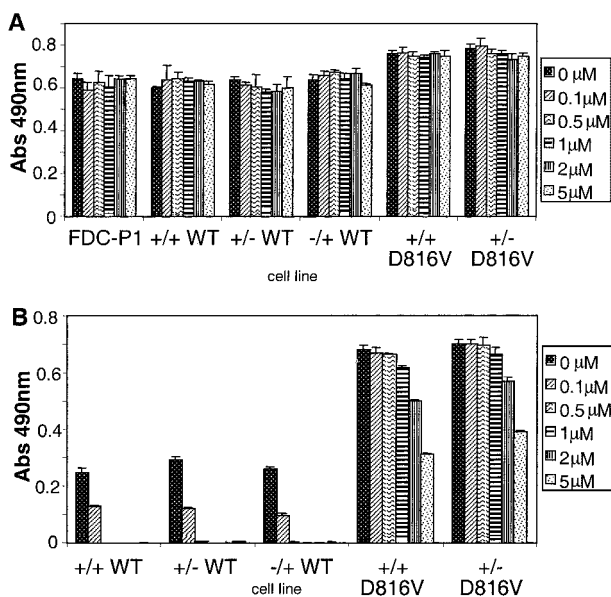 A
Abs 490nm
0.8
0.6
0.4
0.2
0
FDC-P1 +/+ WT +/- WT -/+ WT +/+ D816V +/- D816V
cell line
0 μM
0.1μM
0.5 μM
1μM
2μM
5μM
B
Abs 490nm
0.8
0.6
0.4
0.2
0
+/+ WT +/- WT -/+ WT +/+ D816V +/- D816V
cell line
0 μM
0.1μM
0.5 μM
1μM
2μM
5μM